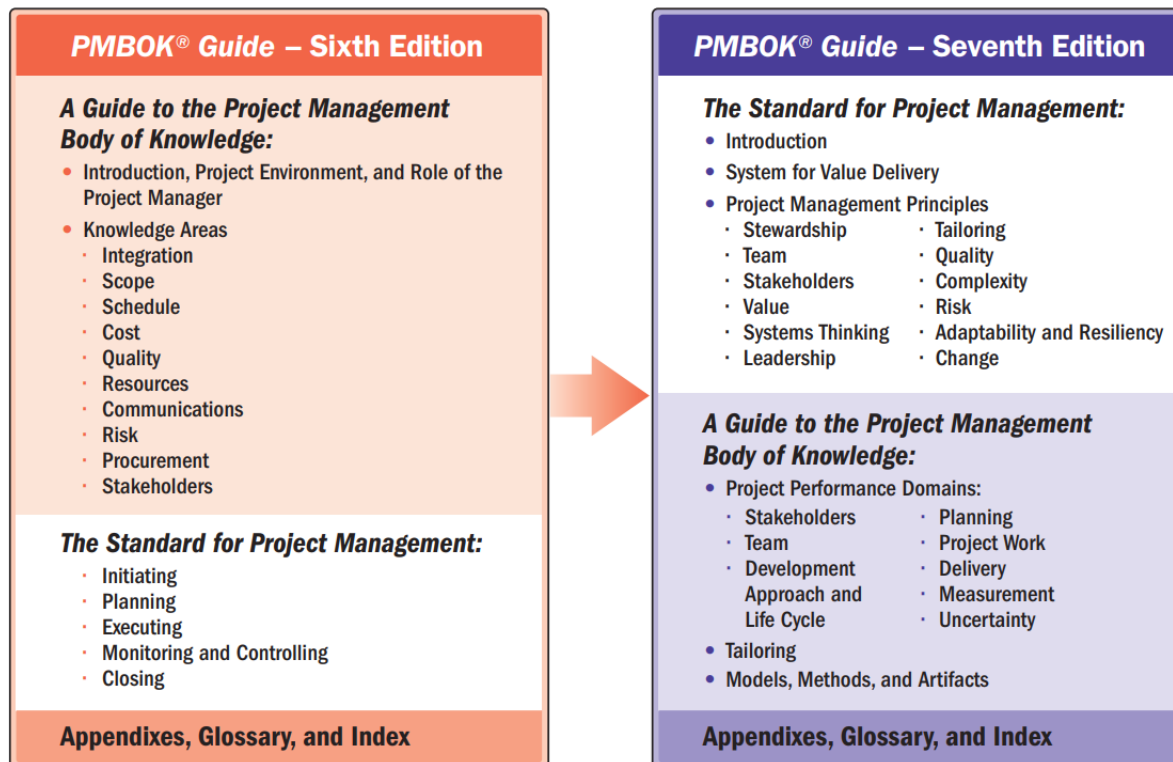 PMBOK® Guide – Sixth Edition
A Guide to the Project Management
Body of Knowledge:
• Introduction, Project Environment, and Role of the
Project Manager
• Knowledge Areas
· Integration
· Scope
· Schedule
· Cost
· Quality
· Resources
· Communications
· Risk
· Procurement
· Stakeholders
The Standard for Project Management:
· Initiating
· Planning
· Executing
· Monitoring and Controlling
· Closing
Appendixes, Glossary, and Index
PMBOK® Guide – Seventh Edition
The Standard for Project Management:
• Introduction
• System for Value Delivery
• Project Management Principles
· Stewardship
· Team
· Stakeholders
· Value
· Systems Thinking
· Leadership
· Tailoring
· Quality
· Complexity
· Risk
· Adaptability and Resiliency
· Change
A Guide to the Project Management
Body of Knowledge:
• Project Performance Domains:
· Stakeholders
· Team
· Development
Approach and
Life Cycle
· Planning
· Project Work
· Delivery
· Measurement
· Uncertainty
• Tailoring
• Models, Methods, and Artifacts
Appendixes, Glossary, and Index